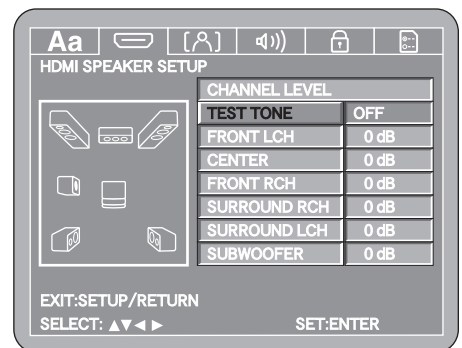 Aa
HDMI SPEAKER SETUP
CHANNEL LEVEL
TEST TONE OFF
FRONT LCH 0 dB
CENTER 0 dB
FRONT RCH 0 dB
SURROUND RCH 0 dB
SURROUND LCH 0 dB
SUBWOOFER 0 dB
EXIT:SETUP/RETURN
SELECT: ▲▼◄► SET:ENTER